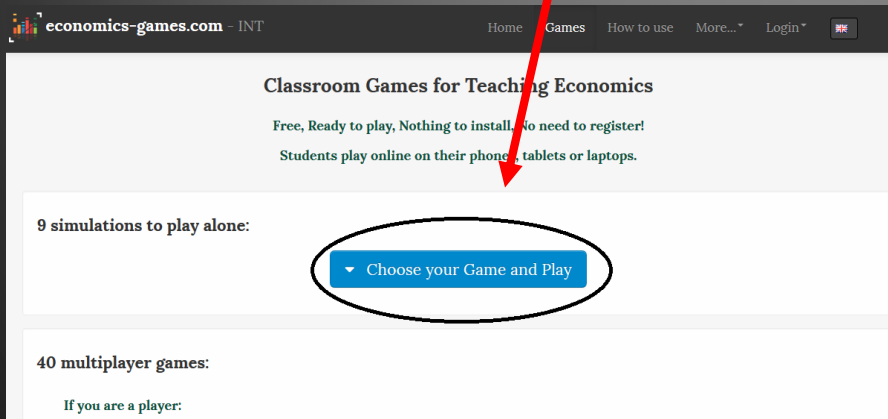 economics-games.com - INT
Home Games How to use More... Login
Classroom Games for Teaching Economics
Free, Ready to play, Nothing to install, No need to register!
Students play online on their phones, tablets or laptops.
9 simulations to play alone:
Choose your Game and Play
40 multiplayer games:
If you are a player: